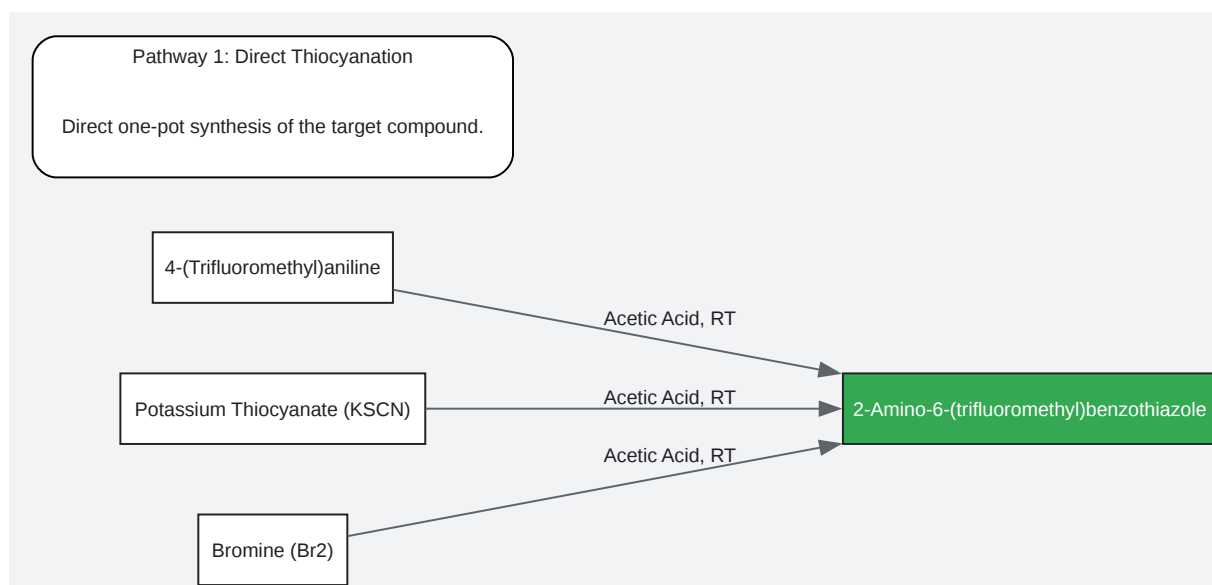 Pathway 1: Direct Thiocyanation
Direct one-pot synthesis of the target compound.
4-(Trifluoromethyl)aniline
Acetic Acid, RT
Potassium Thiocyanate (KSCN)
Acetic Acid, RT
2-Amino-6-(trifluoromethyl)benzothiazole
Acetic Acid, RT
Bromine (Br2)